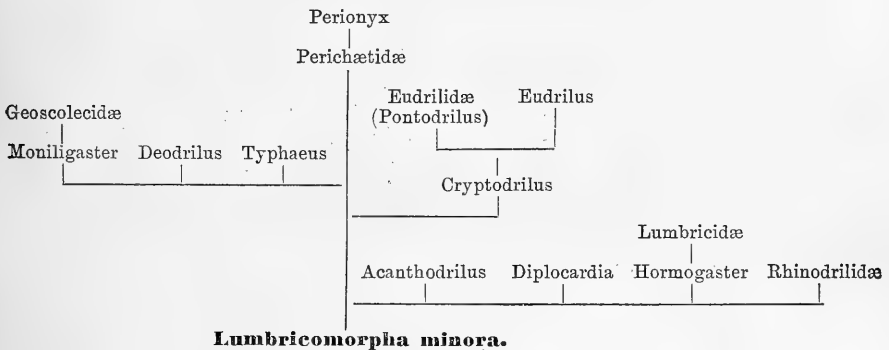 Perionyx
Perichætidæ
Eudrilidæ Eudrilus
(Pontodrilus)
Geoscolecidæ
Moniligaster Deodrilus Typhaeus
Cryptodrilus
Lumbricidæ
Acanthodrilus Diplocardia Hormogaster Rhinodrilidæ
Lumbricomorpha minora.